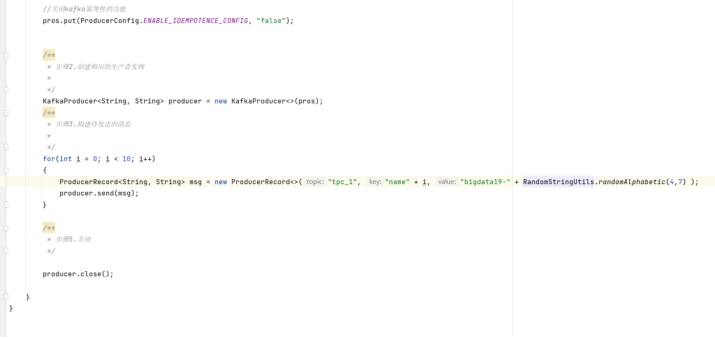 //关闭kafka幂等性的功能
pros.put(ProducerConfig.ENABLE_IDEMPOTENCE_CONFIG, "false");
/**
* 步骤2.创建相应的生产者实例
*
*/
KafkaProducer<String, String> producer = new KafkaProducer<>(pros);
/**
* 步骤3.构建待发送的消息
*
*/
for(int i = 0; i < 10; i++)
{
ProducerRecord<String, String> msg = new ProducerRecord<>( topic: "tpc_1", key: "name" + i, value: "bigdata19-" + RandomStringUtils.randomAlphabetic(4,7) );
producer.send(msg);
}
/**
* 步骤5.关闭
*/
producer.close();
}
}